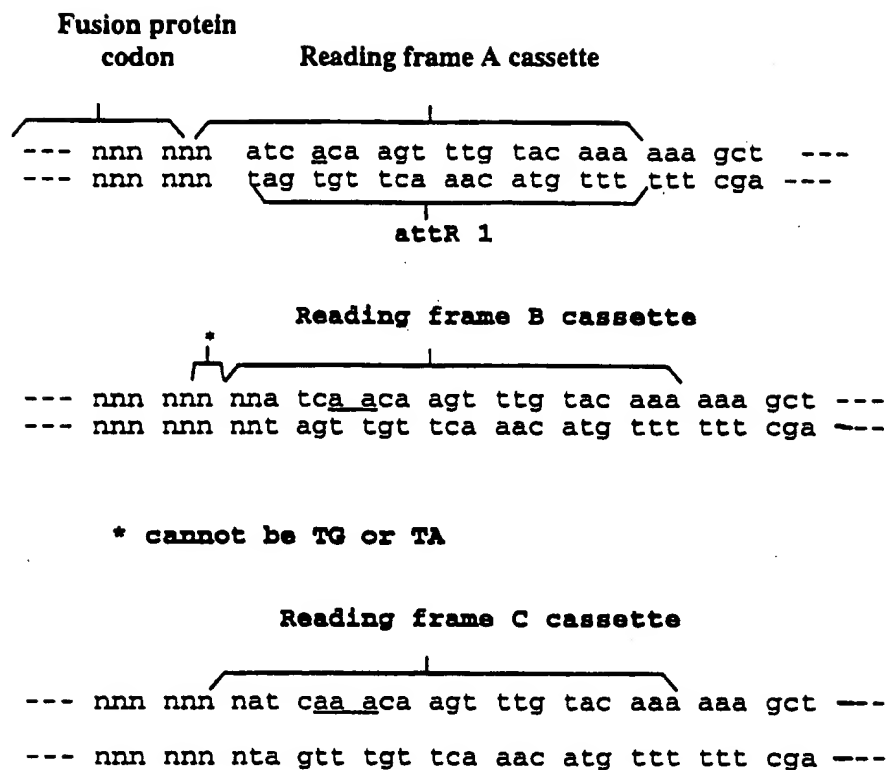 Fusion protein
codon
Reading frame A cassette
--- nnn nnn atc aca agt ttg tac aaa aaa gct ---
--- nnn nnn tag tgt tca aac atg ttt ttt cga ---
attR 1
Reading frame B cassette
*
--- nnn nnn nna tca aca agt ttg tac aaa aaa gct ---
--- nnn nnn nnt agt tgt tca aac atg ttt ttt cga ---
* cannot be TG or TA
Reading frame C cassette
--- nnn nnn nat caa aca agt ttg tac aaa aaa gct ---
--- nnn nnn nta gtt tgt tca aac atg ttt ttt cga ---